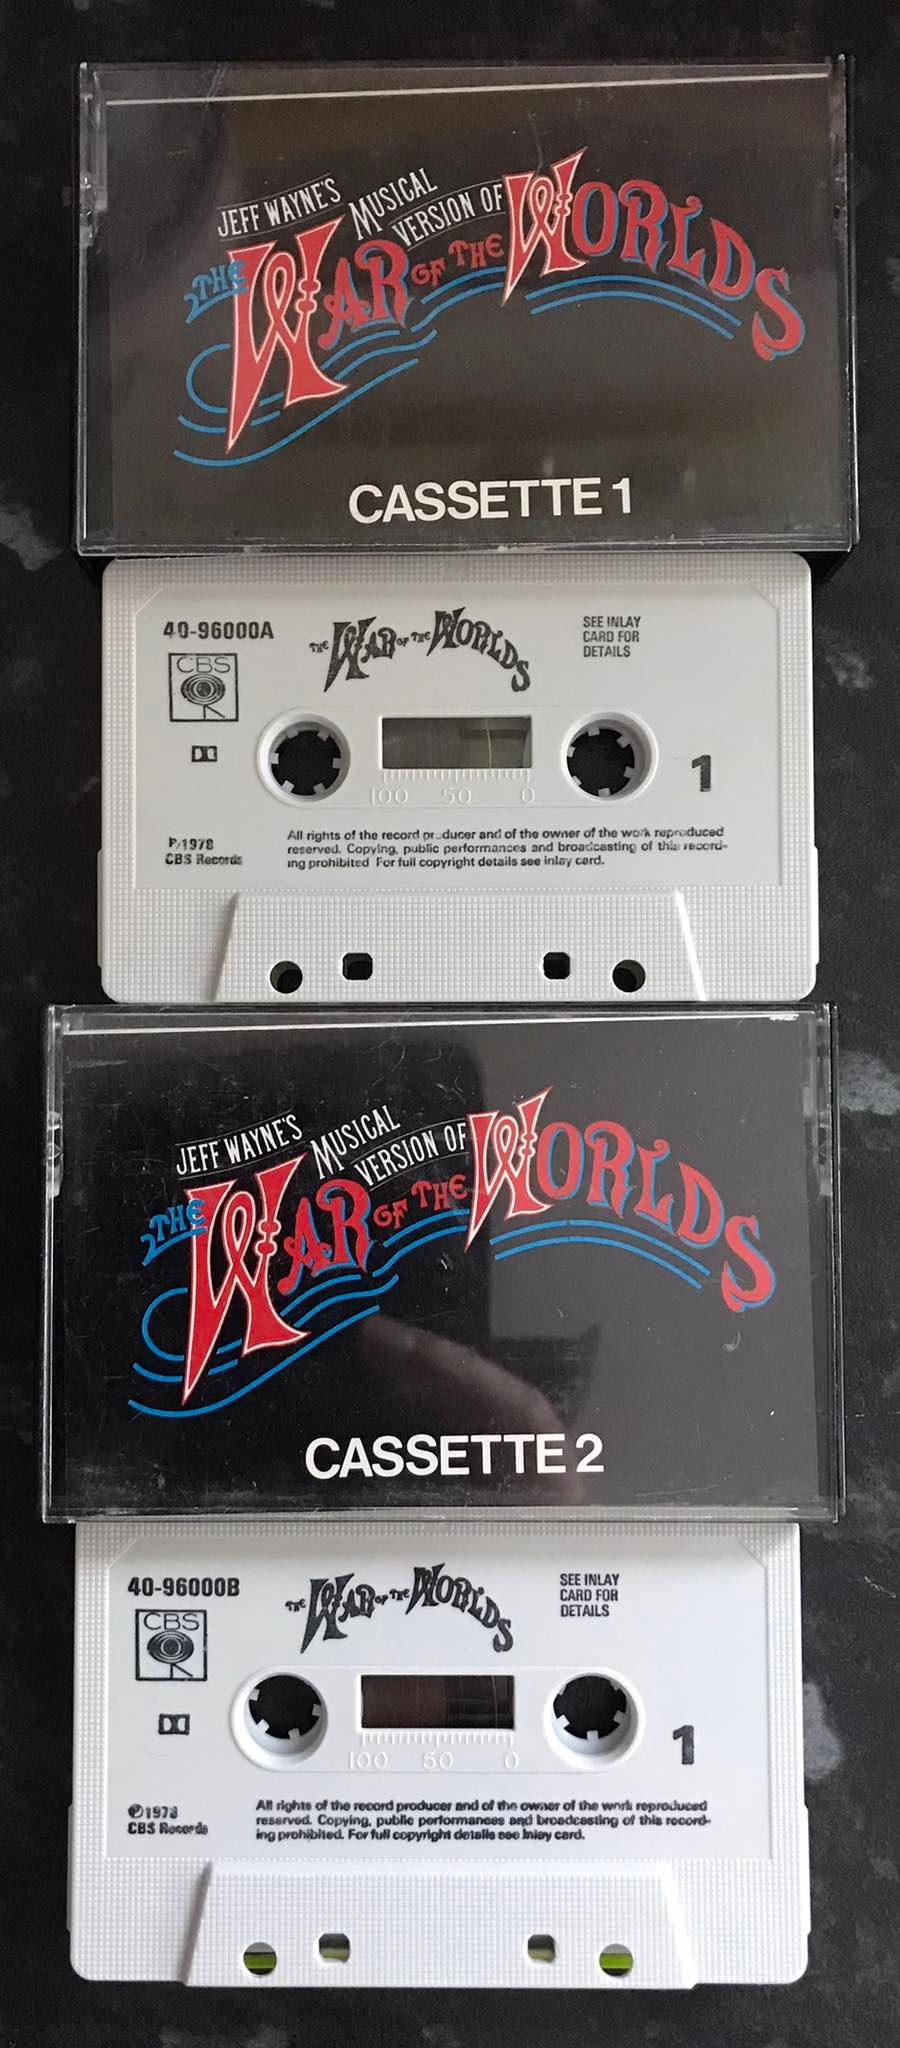 JEFF WAYNE'S MUSICAL VERSION OF
THE WAR OF THE WORLDS
CASSETTE 1
40-96000A
THE WAR OF THE WORLDS
SEE INLAY
CARD FOR
DETAILS
CBS
100 50 0
1
℗1978
CBS Records
All rights of the record producer and of the owner of the work reproduced
reserved. Copying, public performances and broadcasting of this record-
ing prohibited For full copyright details see inlay card.
JEFF WAYNE'S MUSICAL VERSION OF
THE WAR OF THE WORLDS
CASSETTE 2
40-96000B
THE WAR OF THE WORLDS
SEE INLAY
CARD FOR
DETAILS
CBS
100 50 0
1
℗1978
CBS Records
All rights of the record producer and of the owner of the work reproduced
reserved. Copying, public performances and broadcasting of this record-
ing prohibited. For full copyright details see inlay card.